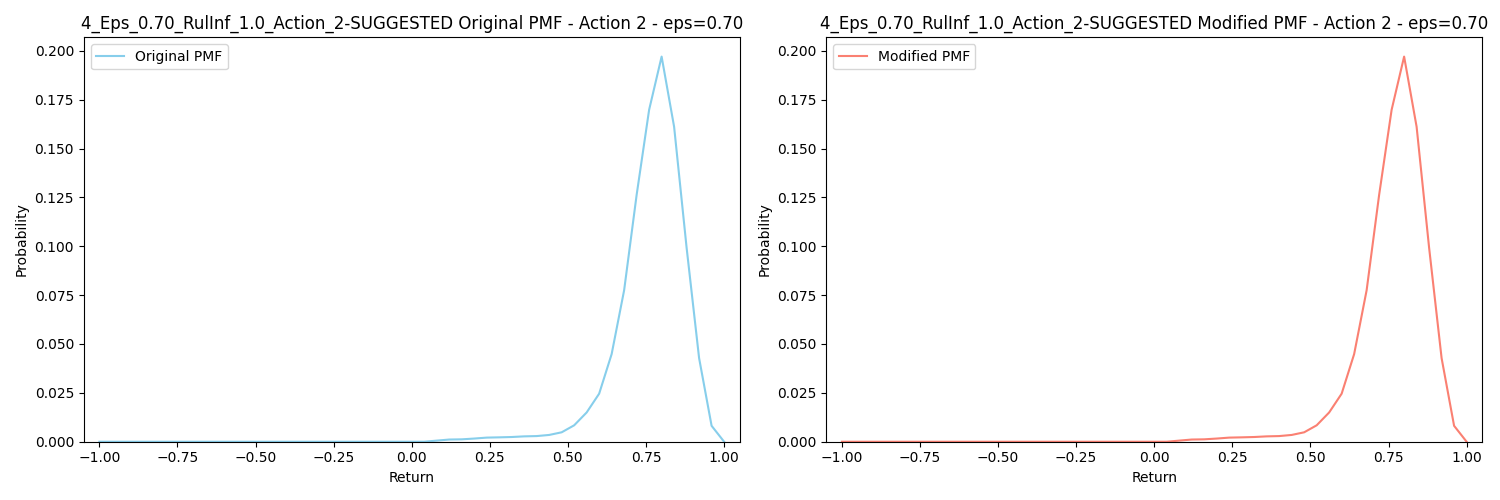 4_Eps_0.70_RulInf_1.0_Action_2-SUGGESTED Original PMF - Action 2 - eps=0.70
Original PMF
0.200
0.175
0.150
0.125
0.100
0.075
0.050
0.025
0.000
Probability
−1.00 −0.75 −0.50 −0.25 0.00 0.25 0.50 0.75 1.00
Return
4_Eps_0.70_RulInf_1.0_Action_2-SUGGESTED Modified PMF - Action 2 - eps=0.70
Modified PMF
0.200
0.175
0.150
0.125
0.100
0.075
0.050
0.025
0.000
Probability
−1.00 −0.75 −0.50 −0.25 0.00 0.25 0.50 0.75 1.00
Return